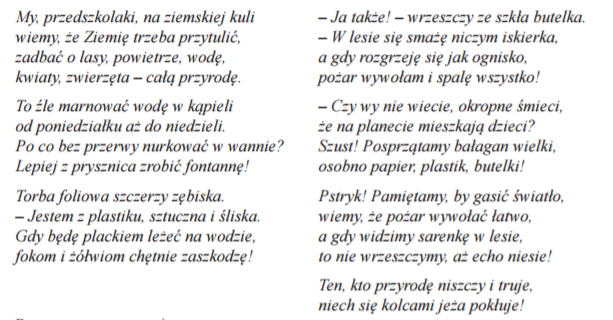 My, przedszkolaki, na ziemskiej kuli
wiemy, że Ziemię trzeba przytulić,
zadbać o lasy, powietrze, wodę,
kwiaty, zwierzęta – całą przyrodę.
To źle marnować wodę w kąpieli
od poniedziałku aż do niedzieli.
Po co bez przerwy nurkować w wannie?
Lepiej z prysznica zrobić fontannę!
Torba foliowa szczerzy zębiska.
– Jestem z plastiku, sztuczna i śliska.
Gdy będę plackiem leżeć na wodzie,
fokom i żółwiom chętnie zaszkodzę!
– Ja także! – wrzeszczy ze szkła butelka.
– W lesie się smażę niczym iskierka,
a gdy rozgrzeję się jak ognisko,
pożar wywołam i spalę wszystko!
– Czy wy nie wiecie, okropne śmieci,
że na planecie mieszkają dzieci?
Szust! Posprzątamy bałagan wielki,
osobno papier, plastik, butelki!
Pstryk! Pamiętamy, by gasić światło,
wiemy, że pożar wywołać łatwo,
a gdy widzimy sarenkę w lesie,
to nie wrzeszczymy, aż echo niesie!
Ten, kto przyrodę niszczy i truje,
niech się kolcami jeża pokłuje!